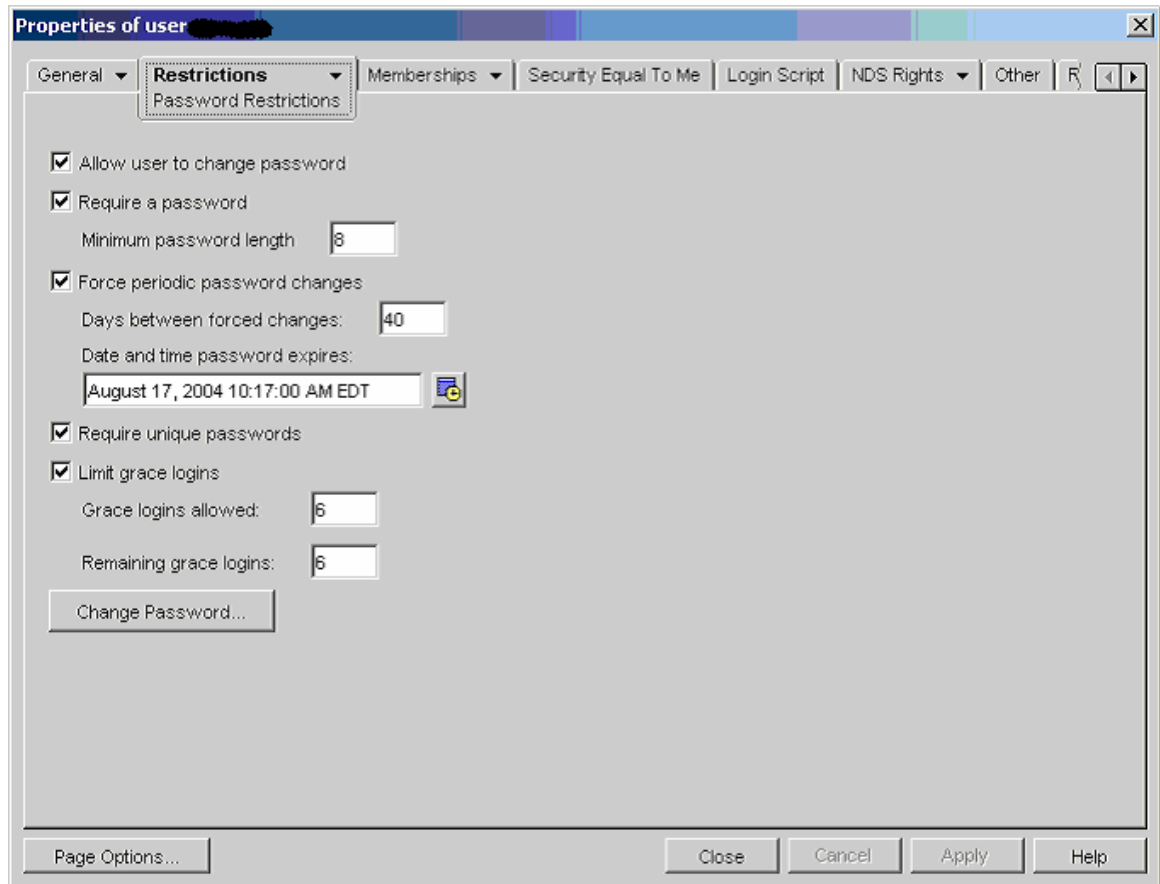 Properties of user
General Restrictions Memberships Security Equal To Me Login Script NDS Rights Other R
Password Restrictions
Allow user to change password
Require a password
Minimum password length 8
Force periodic password changes
Days between forced changes: 40
Date and time password expires:
August 17, 2004 10:17:00 AM EDT
Require unique passwords
Limit grace logins
Grace logins allowed: 6
Remaining grace logins: 6
Change Password...
Page Options... Close Cancel Apply Help